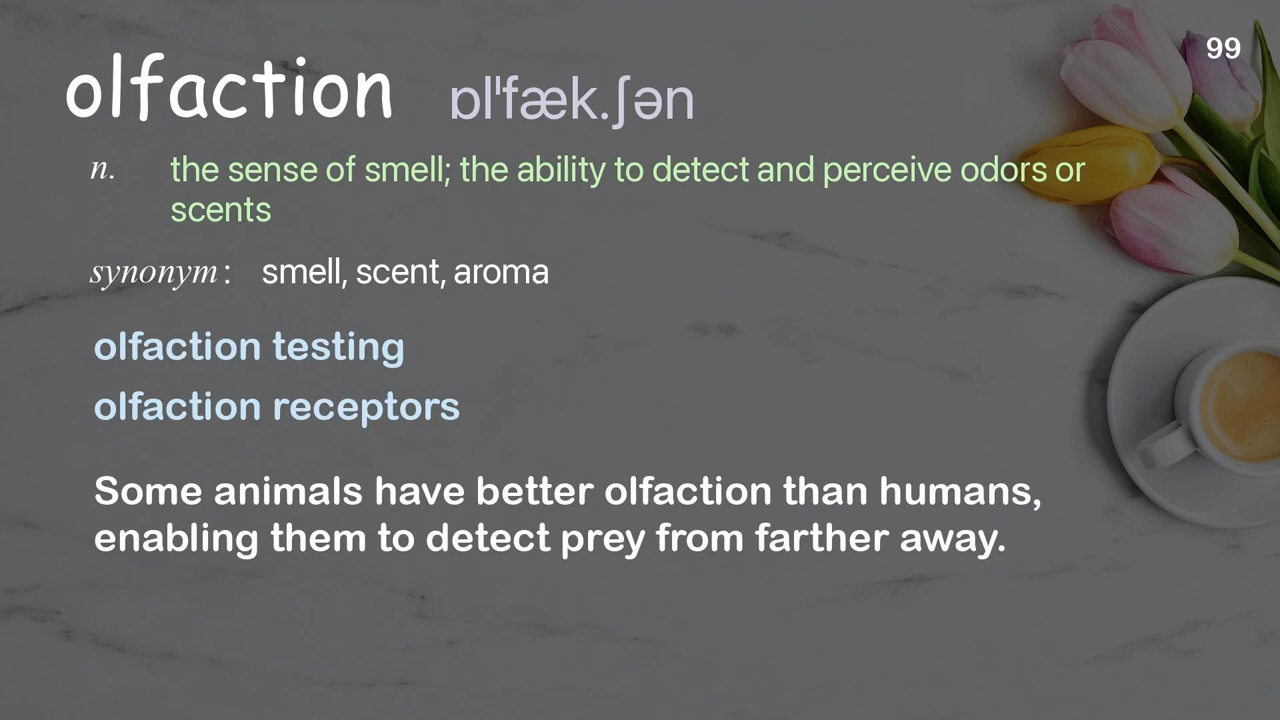 99
olfaction ɒlˈfæk.ʃən
n. the sense of smell; the ability to detect and perceive odors or
scents
synonym: smell, scent, aroma
olfaction testing
olfaction receptors
Some animals have better olfaction than humans,
enabling them to detect prey from farther away.